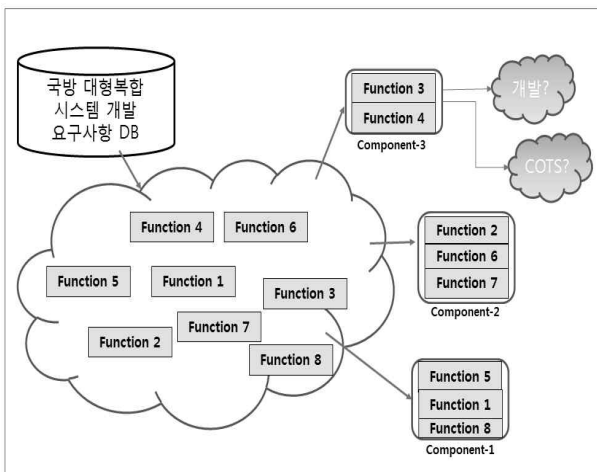 국방 대형복합
시스템 개발
요구사항 DB
Function 3
Function 4
Component-3
개발?
COTS?
Function 4
Function 6
Function 5
Function 1
Function 3
Function 7
Function 2
Function 8
Function 2
Function 6
Function 7
Component-2
Function 5
Function 1
Function 8
Component-1